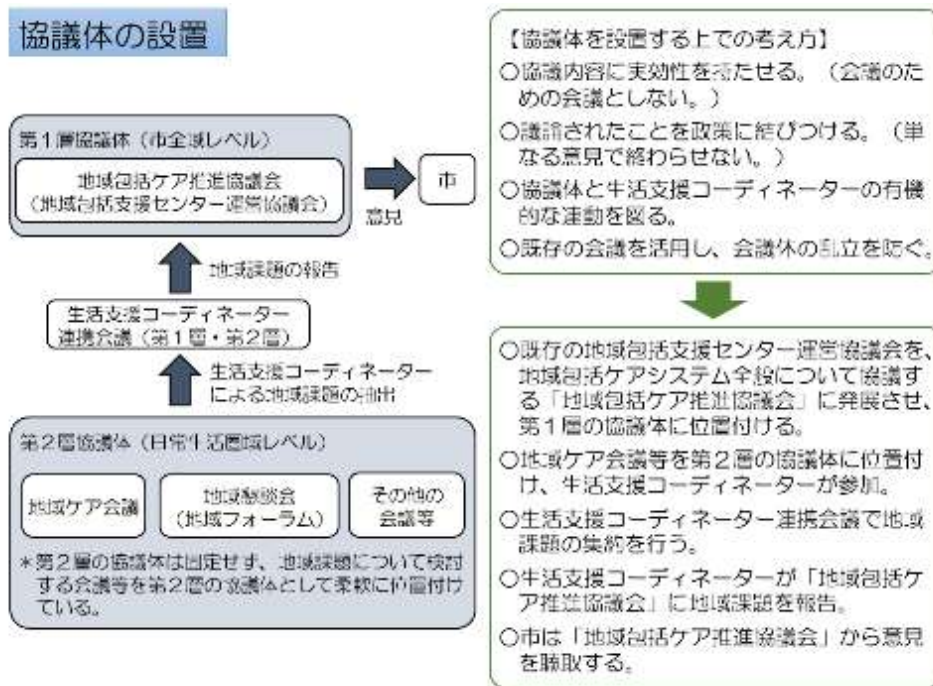 協議体の設置
第1層協議体（市全域レベル）
地域包括ケア推進協議会
（地域包括支援センター運営協議会）
意見
市
地域課題の報告
生活支援コーディネーター
連携会議（第1層・第2層）
生活支援コーディネーター
による地域課題の抽出
第2層協議体（日常生活圏域レベル）
地域ケア会議
地域懇談会
（地域フォーラム）
その他の
会議等
＊第2層の協議体は固定せず、地域課題について検討
する会議等を第2層の協議体として柔軟に位置付け
ている。
【協議体を設置する上での考え方】
○協議内容に実効性を持たせる。（会議のた
めの会議としない。）
○議論されたことを政策に結びつける。（単
なる意見で終わらせない。）
○協議体と生活支援コーディネーターの有機
的な連動を図る。
○既存の会議を活用し、会議体の乱立を防ぐ。
○既存の地域包括支援センター運営協議会を、
地域包括ケアシステム全般について協議す
る「地域包括ケア推進協議会」に発展させ、
第1層の協議体に位置付ける。
○地域ケア会議等を第2層の協議体に位置付
け、生活支援コーディネーターが参加。
○生活支援コーディネーター連携会議で地域
課題の集約を行う。
○生活支援コーディネーターが「地域包括ケ
ア推進協議会」に地域課題を報告。
○市は「地域包括ケア推進協議会」から意見
を聴取する。